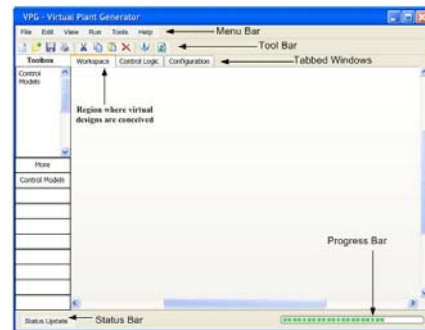 VPG - Virtual Plant Generator
File Edit View Run Tools Help
Menu Bar
Tool Bar
Toolbox
Workspace Control Logic Configuration
Tabbed Windows
Control
Models
Region where virtual
designs are conceived
More
Control Models
Progress Bar
Status Update
Status Bar